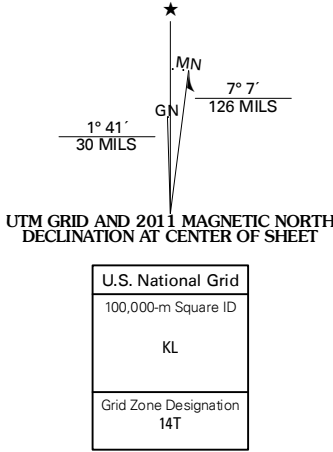 MN
7° 7´
126 MILS
GN
1° 41´
30 MILS
UTM GRID AND 2011 MAGNETIC NORTH
DECLINATION AT CENTER OF SHEET
U.S. National Grid
100,000-m Square ID
KL
Grid Zone Designation
14T